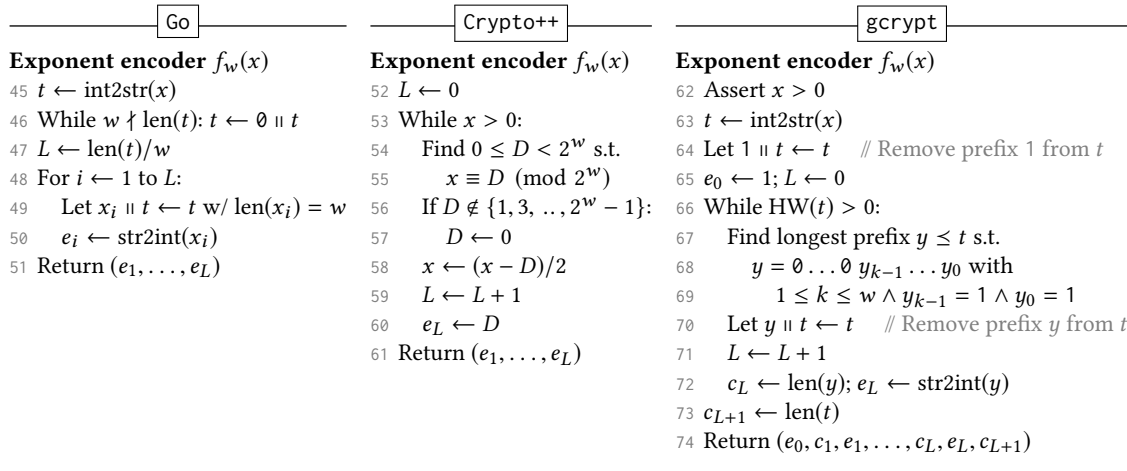 Go
Exponent encoder f_w(x)
45 t ← int2str(x)
46 While w ∤ len(t): t ← 0 ॥ t
47 L ← len(t)/w
48 For i ← 1 to L:
49 Let x_i ॥ t ← t w/ len(x_i) = w
50 e_i ← str2int(x_i)
51 Return (e_1, . . . , e_L)
Crypto++
Exponent encoder f_w(x)
52 L ← 0
53 While x > 0:
54 Find 0 ≤ D < 2^w s.t.
55 x ≡ D (mod 2^w)
56 If D ∉ {1, 3, .., 2^w − 1}:
57 D ← 0
58 x ← (x − D)/2
59 L ← L + 1
60 e_L ← D
61 Return (e_1, . . . , e_L)
gcrypt
Exponent encoder f_w(x)
62 Assert x > 0
63 t ← int2str(x)
64 Let 1 ॥ t ← t // Remove prefix 1 from t
65 e_0 ← 1; L ← 0
66 While HW(t) > 0:
67 Find longest prefix y ≤ t s.t.
68 y = 0 . . . 0 y_{k−1} . . . y_0 with
69 1 ≤ k ≤ w ∧ y_{k−1} = 1 ∧ y_0 = 1
70 Let y ॥ t ← t // Remove prefix y from t
71 L ← L + 1
72 c_L ← len(y); e_L ← str2int(y)
73 c_{L+1} ← len(t)
74 Return (e_0, c_1, e_1, . . . , c_L, e_L, c_{L+1})